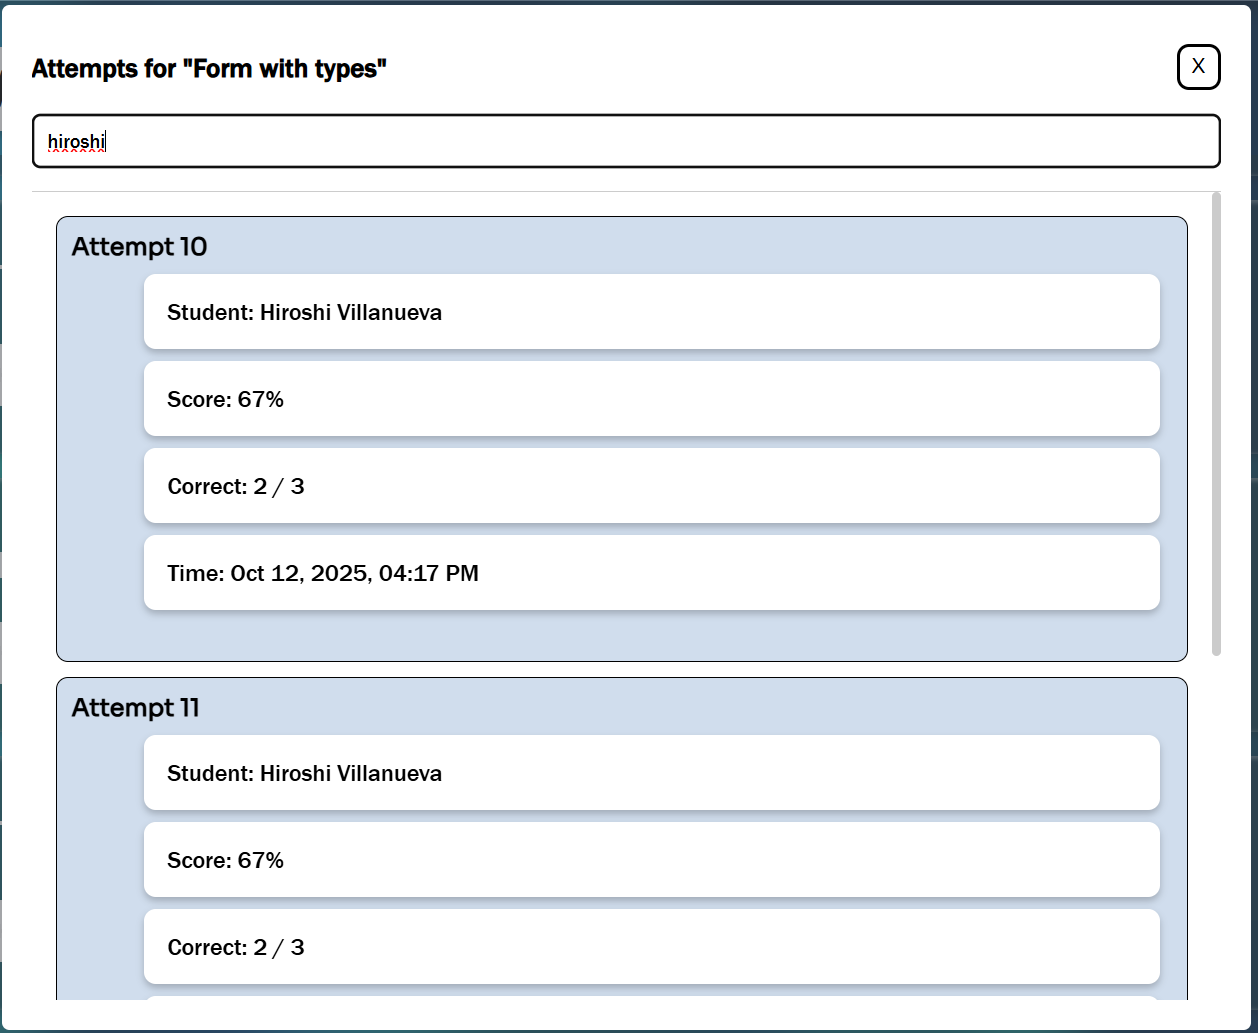 Attempts for "Form with types"
X
hiroshi
Attempt 10
Student: Hiroshi Villanueva
Score: 67%
Correct: 2 / 3
Time: Oct 12, 2025, 04:17 PM
Attempt 11
Student: Hiroshi Villanueva
Score: 67%
Correct: 2 / 3